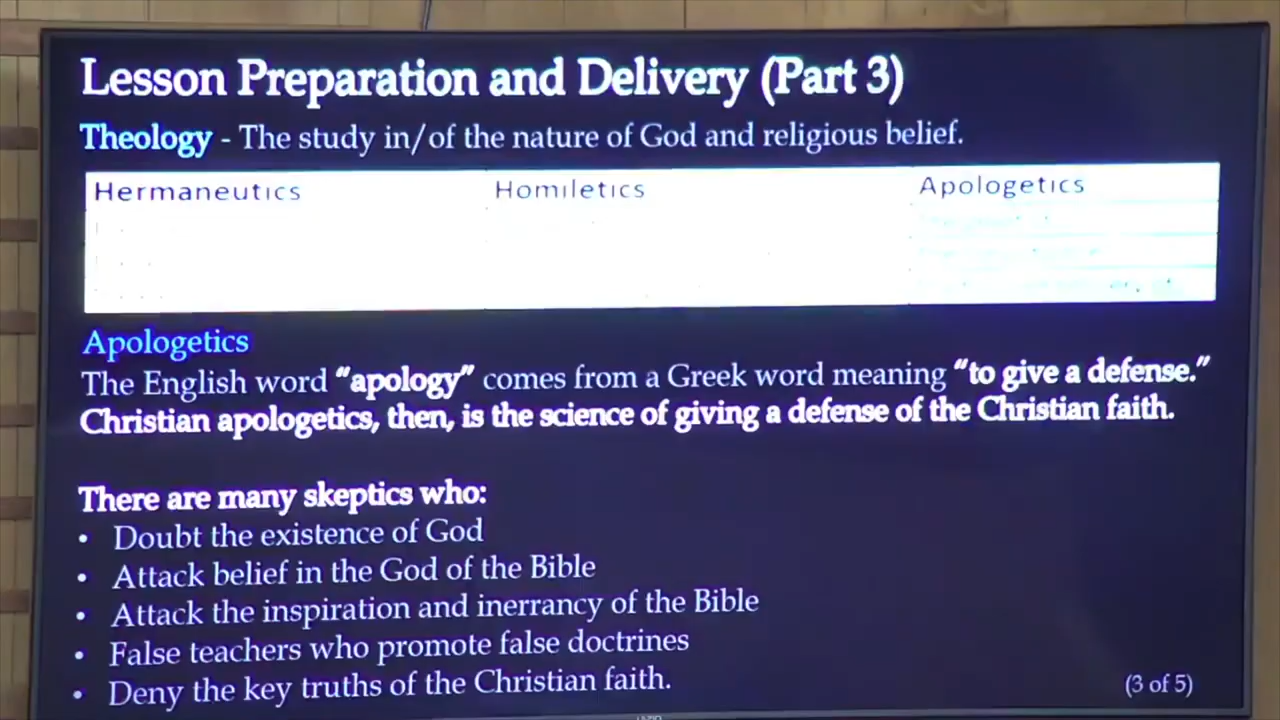 Lesson Preparation and Delivery (Part 3)
Theology - The study in/of the nature of God and religious belief.
Hermaneutics Homiletics Apologetics
Apologetics
The English word “apology” comes from a Greek word meaning “to give a defense.”
Christian apologetics, then, is the science of giving a defense of the Christian faith.
There are many skeptics who:
• Doubt the existence of God
• Attack belief in the God of the Bible
• Attack the inspiration and inerrancy of the Bible
• False teachers who promote false doctrines
• Deny the key truths of the Christian faith.
(3 of 5)